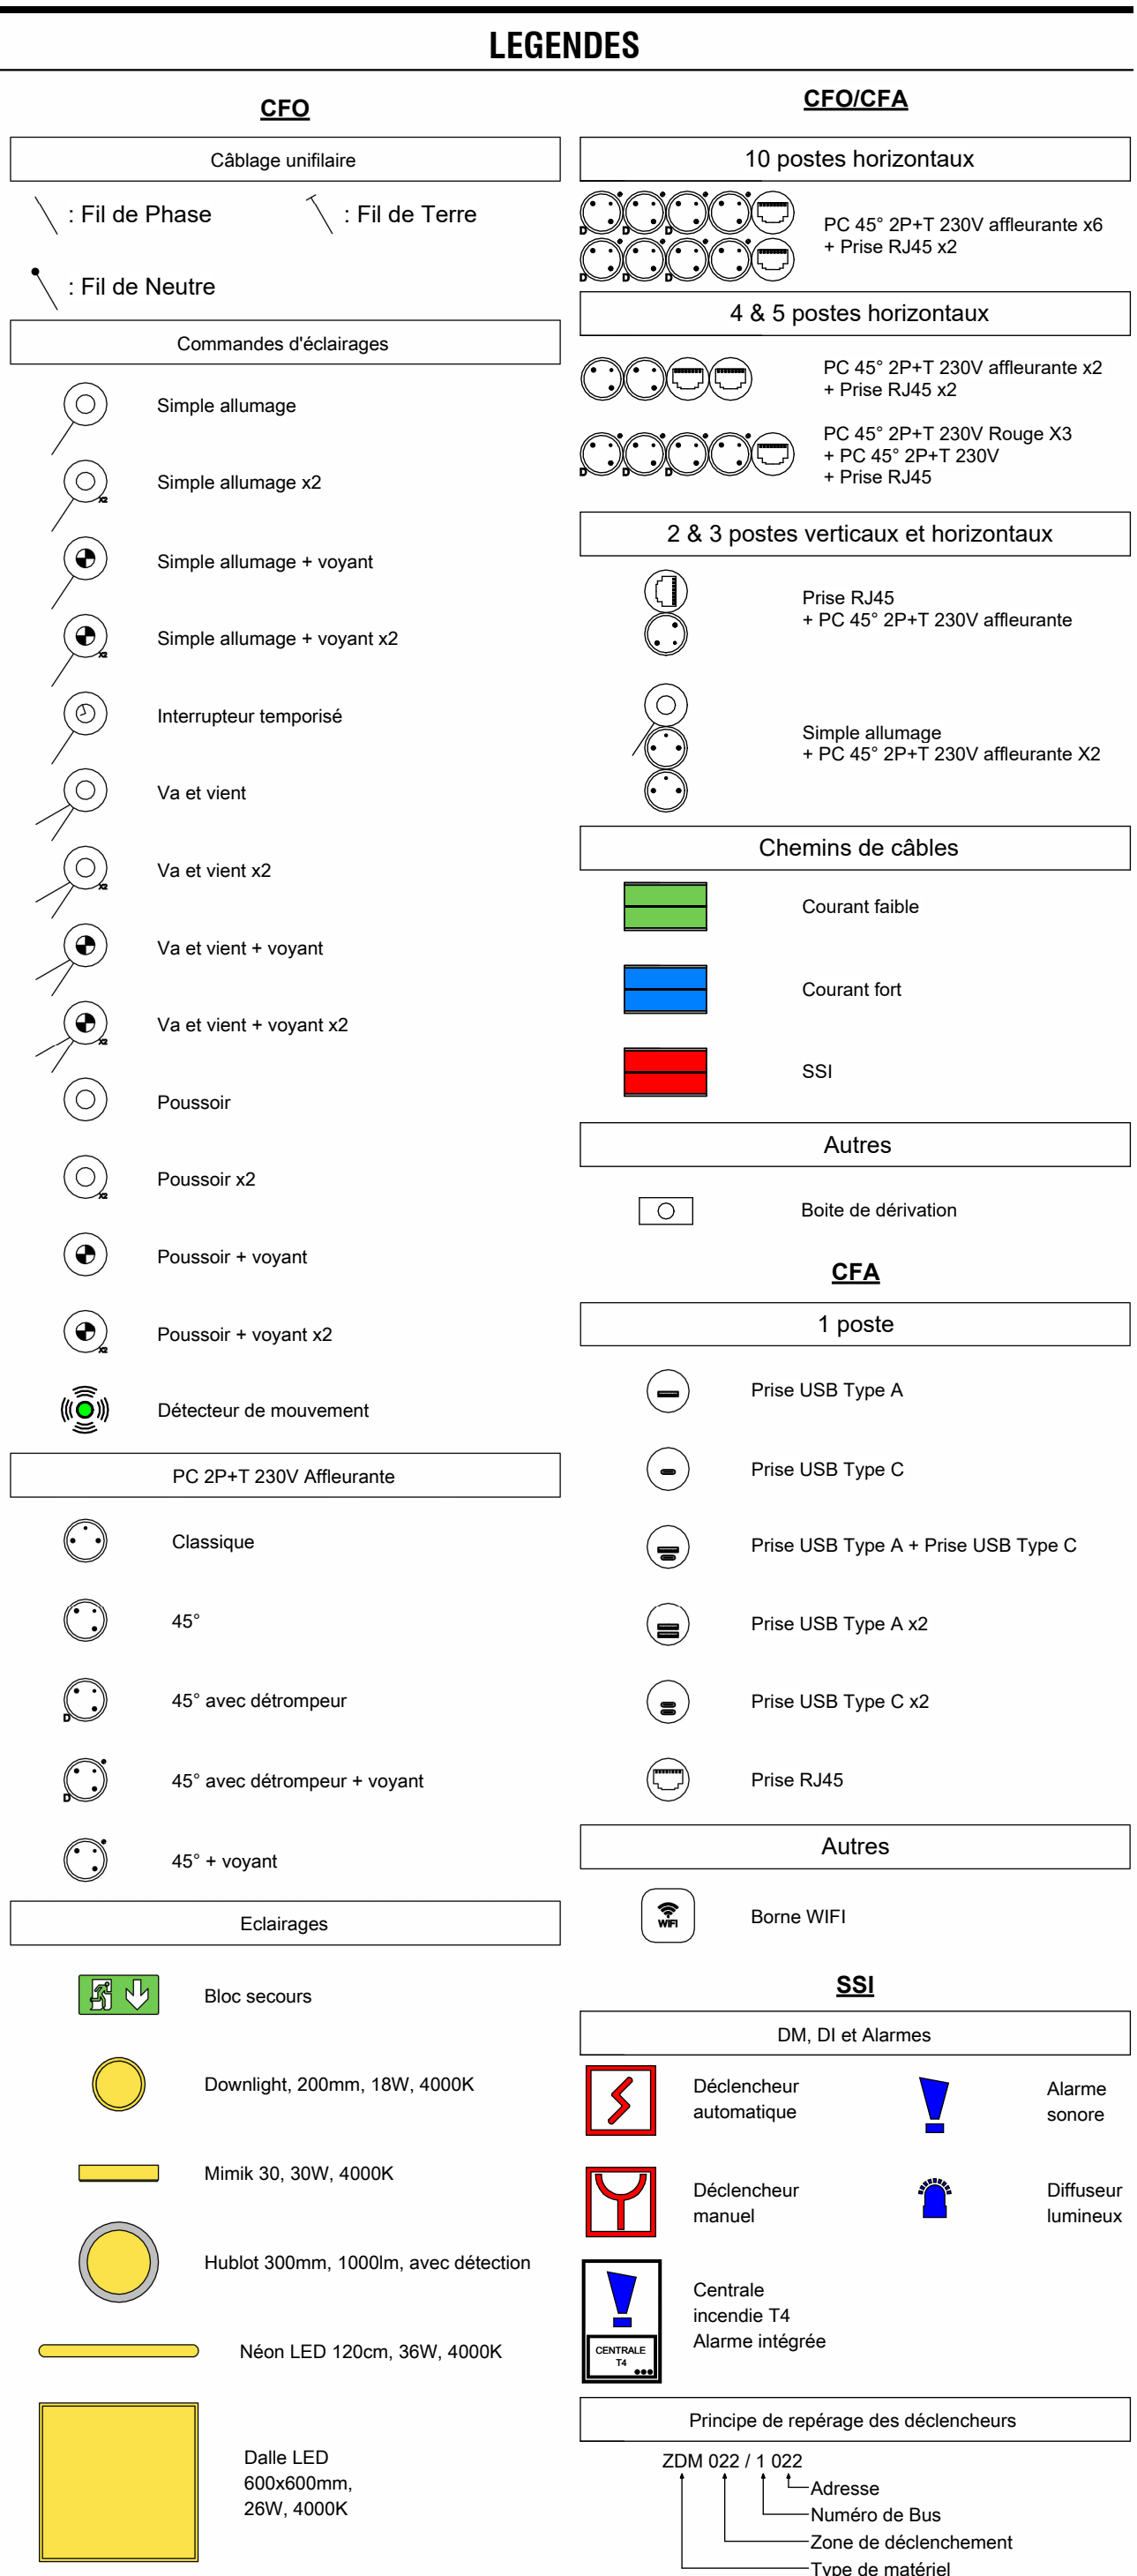 LEGENDES
CFO
Câblage unifilaire
: Fil de Phase
: Fil de Terre
: Fil de Neutre
Commandes d'éclairages
Simple allumage
X2
Simple allumage x2
Simple allumage + voyant
X2
Simple allumage + voyant x2
Interrupteur temporisé
Va et vient
X2
Va et vient x2
Va et vient + voyant
X2
Va et vient + voyant x2
Poussoir
X2
Poussoir x2
Poussoir + voyant
X2
Poussoir + voyant x2
Détecteur de mouvement
PC 2P+T 230V Affleurante
Classique
45°
D
45° avec détrompeur
D
45° avec détrompeur + voyant
45° + voyant
Eclairages
Bloc secours
Downlight, 200mm, 18W, 4000K
Mimik 30, 30W, 4000K
Hublot 300mm, 1000lm, avec détection
Néon LED 120cm, 36W, 4000K
Dalle LED
600x600mm,
26W, 4000K
CFO/CFA
10 postes horizontaux
D D D
D D D
PC 45° 2P+T 230V affleurante x6
+ Prise RJ45 x2
4 & 5 postes horizontaux
PC 45° 2P+T 230V affleurante x2
+ Prise RJ45 x2
D D D
PC 45° 2P+T 230V Rouge X3
+ PC 45° 2P+T 230V
+ Prise RJ45
2 & 3 postes verticaux et horizontaux
Prise RJ45
+ PC 45° 2P+T 230V affleurante
Simple allumage
+ PC 45° 2P+T 230V affleurante X2
Chemins de câbles
Courant faible
Courant fort
SSI
Autres
Boite de dérivation
CFA
1 poste
Prise USB Type A
Prise USB Type C
Prise USB Type A + Prise USB Type C
Prise USB Type A x2
Prise USB Type C x2
Prise RJ45
Autres
WIFI
Borne WIFI
SSI
DM, DI et Alarmes
Déclencheur
automatique
Alarme
sonore
Déclencheur
manuel
Diffuseur
lumineux
CENTRALE
T4
Centrale
incendie T4
Alarme intégrée
Principe de repérage des déclencheurs
ZDM 022 / 1 022
Adresse
Numéro de Bus
Zone de déclenchement
Type de matériel